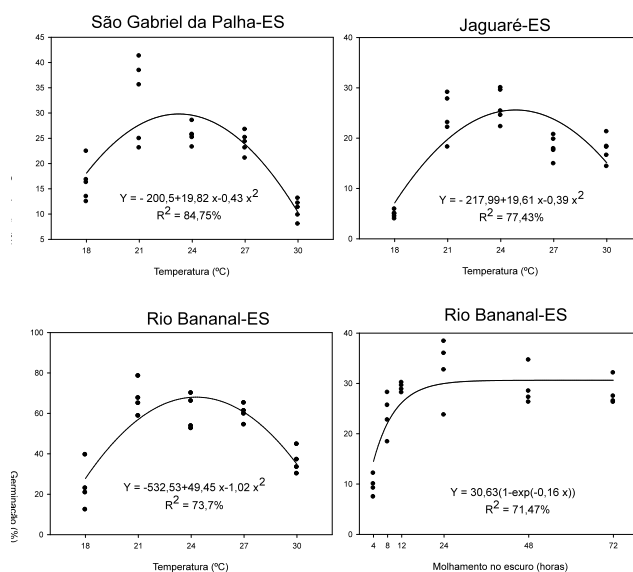 São Gabriel da Palha-ES
45
40
35
30
25
20
15
10
5
Y = - 200,5+19,82 x-0,43 x²
R² = 84,75%
18 21 24 27 30
Temperatura (ºC)
Jaguaré-ES
40
30
20
10
0
Y = - 217,99+19,61 x-0,39 x²
R² = 77,43%
18 21 24 27 30
Temperatura (ºC)
Rio Bananal-ES
Germinação (%)
100
80
60
40
20
0
Y = -532,53+49,45 x-1,02 x²
R² = 73,7%
18 21 24 27 30
Temperatura (ºC)
Rio Bananal-ES
40
30
20
10
0
Y = 30,63(1-exp(-0,16 x))
R² = 71,47%
4 8 12 24 48 72
Molhamento no escuro (horas)